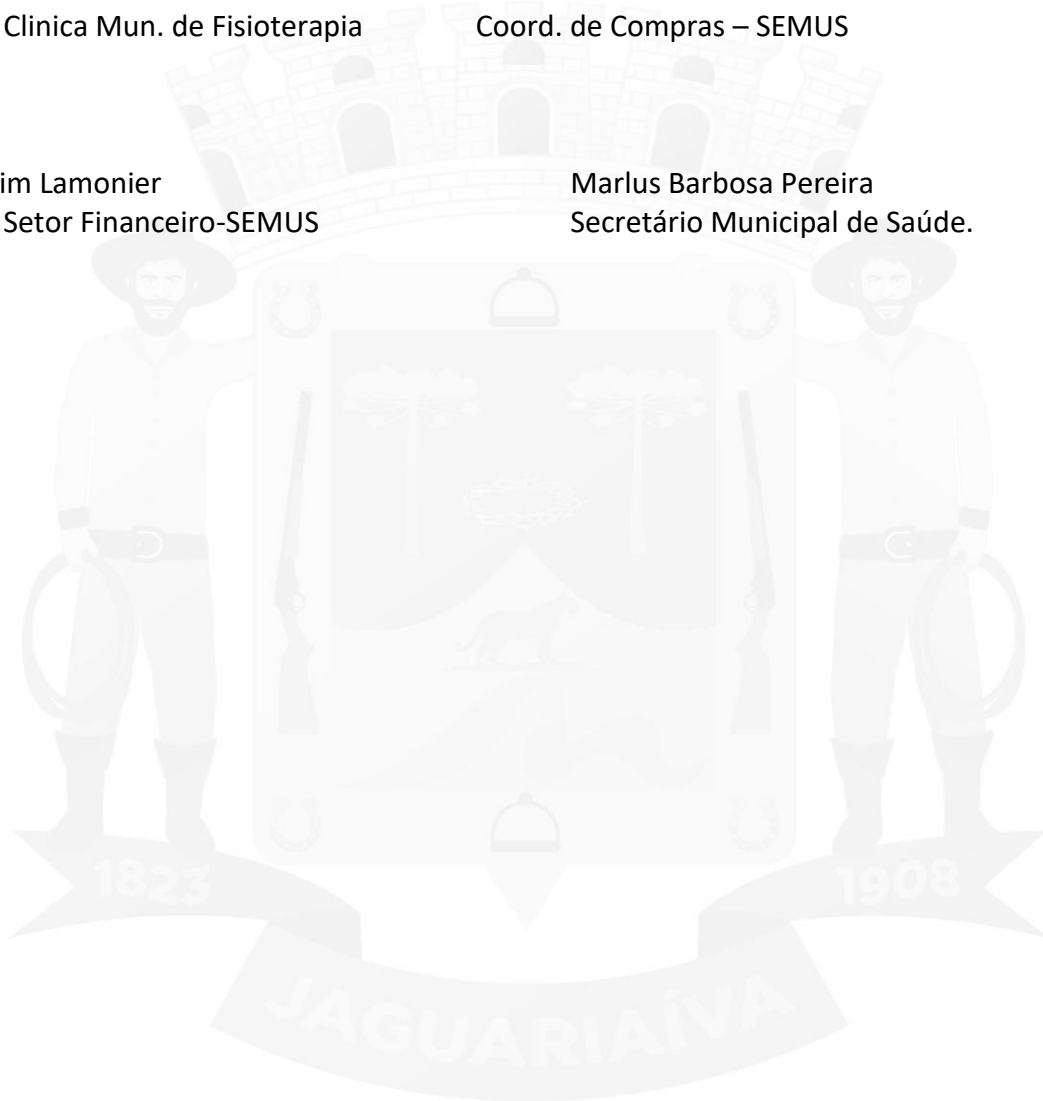 Clinica Mun. de Fisioterapia Coord. de Compras – SEMUS
im Lamonier Marlus Barbosa Pereira
Setor Financeiro-SEMUS Secretário Municipal de Saúde.
1823 1908
JAGUARIAÍVA